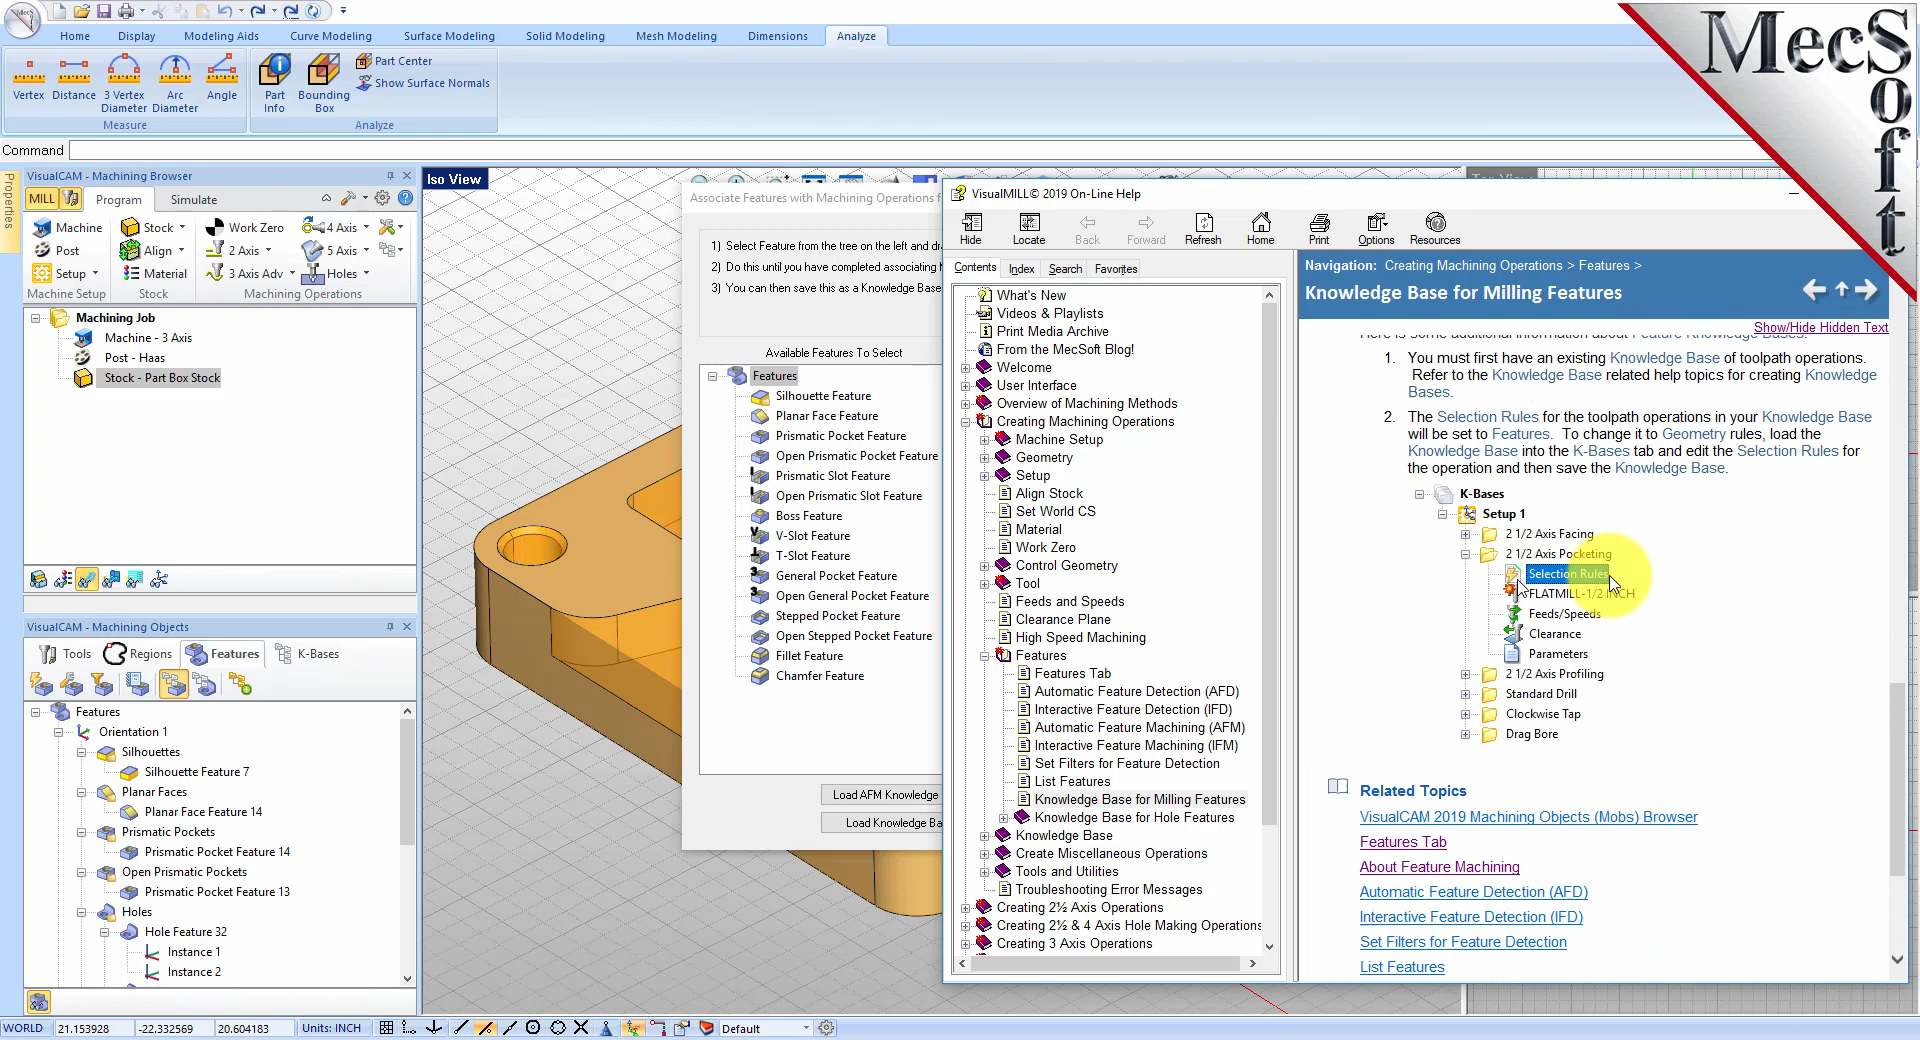 Home Display Modeling Aids Curve Modeling Surface Modeling Solid Modeling Mesh Modeling Dimensions Analyze
Vertex Distance 3 Vertex Diameter Arc Diameter Angle
Measure
Part Info Bounding Box
Part Center
Show Surface Normals
Analyze
MecSoft
Command
Properties
VisualCAM - Machining Browser
MILL Program Simulate
Machine Stock Work Zero 4 Axis
Post Align 2 Axis 5 Axis
Setup Material 3 Axis Adv Holes
Machine Setup Stock Machining Operations
Machining Job
Machine - 3 Axis
Post - Haas
Stock - Part Box Stock
VisualCAM - Machining Objects
Tools Regions Features K-Bases
Features
Orientation 1
Silhouettes
Silhouette Feature 7
Planar Faces
Planar Face Feature 14
Prismatic Pockets
Prismatic Pocket Feature 14
Open Prismatic Pockets
Prismatic Pocket Feature 13
Holes
Hole Feature 32
Instance 1
Instance 2
Iso View
Associate Features with Machining Operations f
1) Select Feature from the tree on the left and dr
2) Do this until you have completed associating
3) You can then save this as a Knowledge Base
Available Features To Select
Features
Silhouette Feature
Planar Face Feature
Prismatic Pocket Feature
Open Prismatic Pocket Feature
Prismatic Slot Feature
Open Prismatic Slot Feature
Boss Feature
V-Slot Feature
T-Slot Feature
General Pocket Feature
Open General Pocket Feature
Stepped Pocket Feature
Open Stepped Pocket Feature
Fillet Feature
Chamfer Feature
Load AFM Knowledge
Load Knowledge Ba
VisualMILL© 2019 On-Line Help
Hide Locate Back Forward Refresh Home Print Options Resources
Contents Index Search Favorites
What's New
Videos & Playlists
Print Media Archive
From the MecSoft Blog!
Welcome
User Interface
Overview of Machining Methods
Creating Machining Operations
Machine Setup
Geometry
Setup
Align Stock
Set World CS
Material
Work Zero
Control Geometry
Tool
Feeds and Speeds
Clearance Plane
High Speed Machining
Features
Features Tab
Automatic Feature Detection (AFD)
Interactive Feature Detection (IFD)
Automatic Feature Machining (AFM)
Interactive Feature Machining (IFM)
Set Filters for Feature Detection
List Features
Knowledge Base for Milling Features
Knowledge Base for Hole Features
Knowledge Base
Create Miscellaneous Operations
Tools and Utilities
Troubleshooting Error Messages
Creating 2½ Axis Operations
Creating 2½ & 4 Axis Hole Making Operations
Creating 3 Axis Operations
Navigation: Creating Machining Operations > Features >
Knowledge Base for Milling Features
Show/Hide Hidden Text
Here is some additional information about Feature Knowledge Bases:
1. You must first have an existing Knowledge Base of toolpath operations.
Refer to the Knowledge Base related help topics for creating Knowledge
Bases.
2. The Selection Rules for the toolpath operations in your Knowledge Base
will be set to Features. To change it to Geometry rules, load the
Knowledge Base into the K-Bases tab and edit the Selection Rules for
the operation and then save the Knowledge Base.
K-Bases
Setup 1
2 1/2 Axis Facing
2 1/2 Axis Pocketing
Selection Rules
FLATMILL-1/2 INCH
Feeds/Speeds
Clearance
Parameters
2 1/2 Axis Profiling
Standard Drill
Clockwise Tap
Drag Bore
Related Topics
VisualCAM 2019 Machining Objects (Mobs) Browser
Features Tab
About Feature Machining
Automatic Feature Detection (AFD)
Interactive Feature Detection (IFD)
Set Filters for Feature Detection
List Features
WORLD 21.153928 -22.332569 20.604183 Units: INCH Default